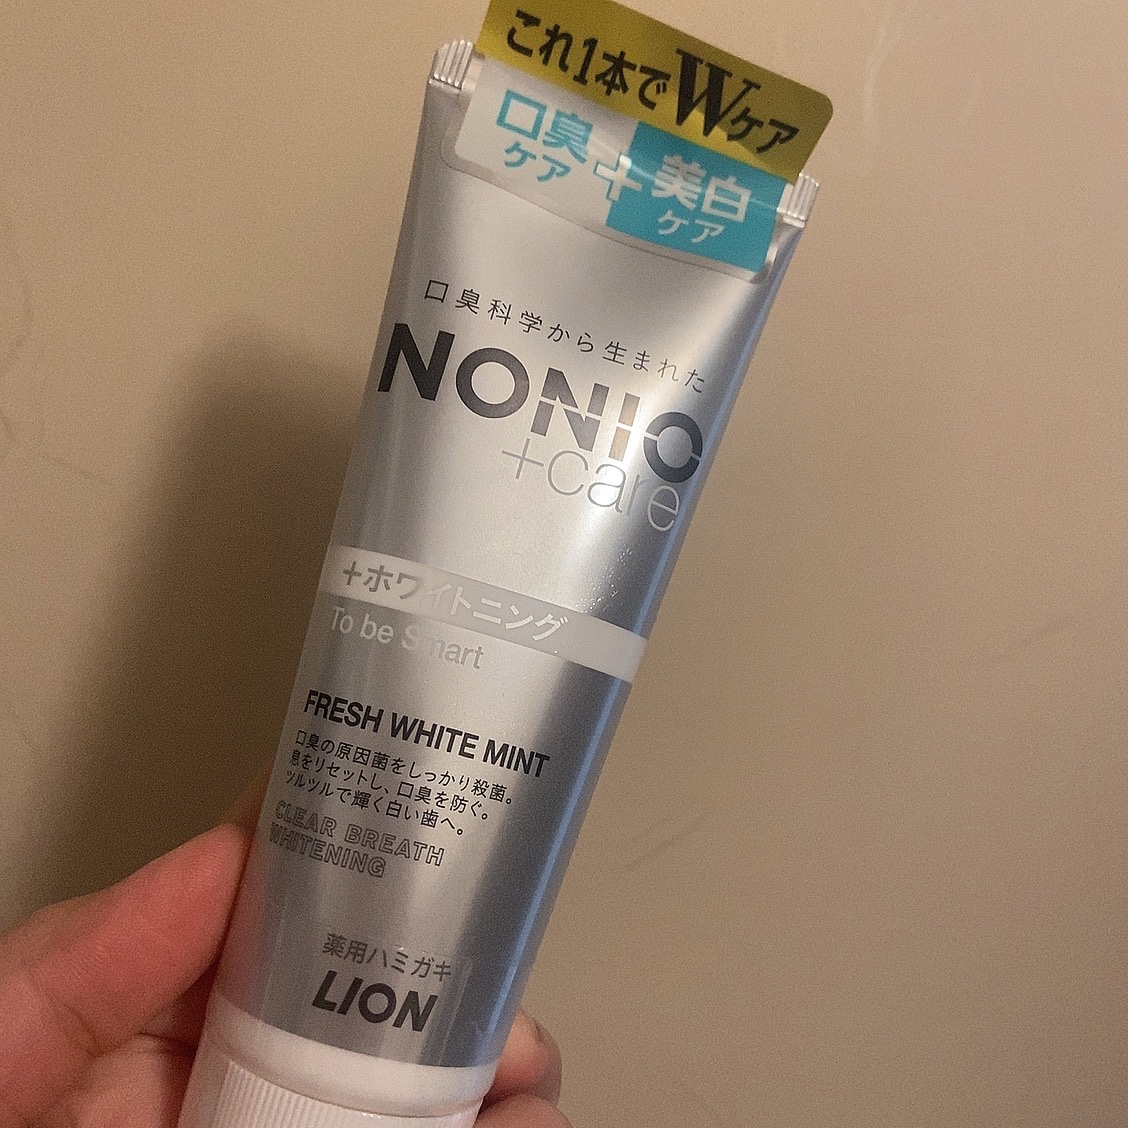 これ1本でWケア
口臭ケア+美白ケア
口臭科学から生まれた
NONIO
+care
+ホワイトニング
To be Smart
FRESH WHITE MINT
口臭の原因菌をしっかり殺菌。
息をリセットし、口臭を防ぐ。
ツルツルで輝く白い歯へ。
CLEAR BREATH
WHITENING
薬用ハミガキ
LION